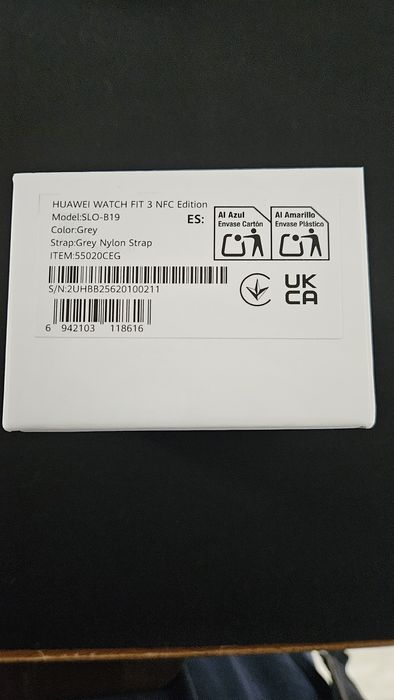 HUAWEI WATCH FIT 3 NFC Edition
Model:SLO-B19
Color:Grey
Strap:Grey Nylon Strap
ITEM:55020CEG
ES:
Al Azul
Envase Cartón
Al Amarillo
Envase Plástico
S/N:2UHBB25620100211
6 942103 118616
UK
CA